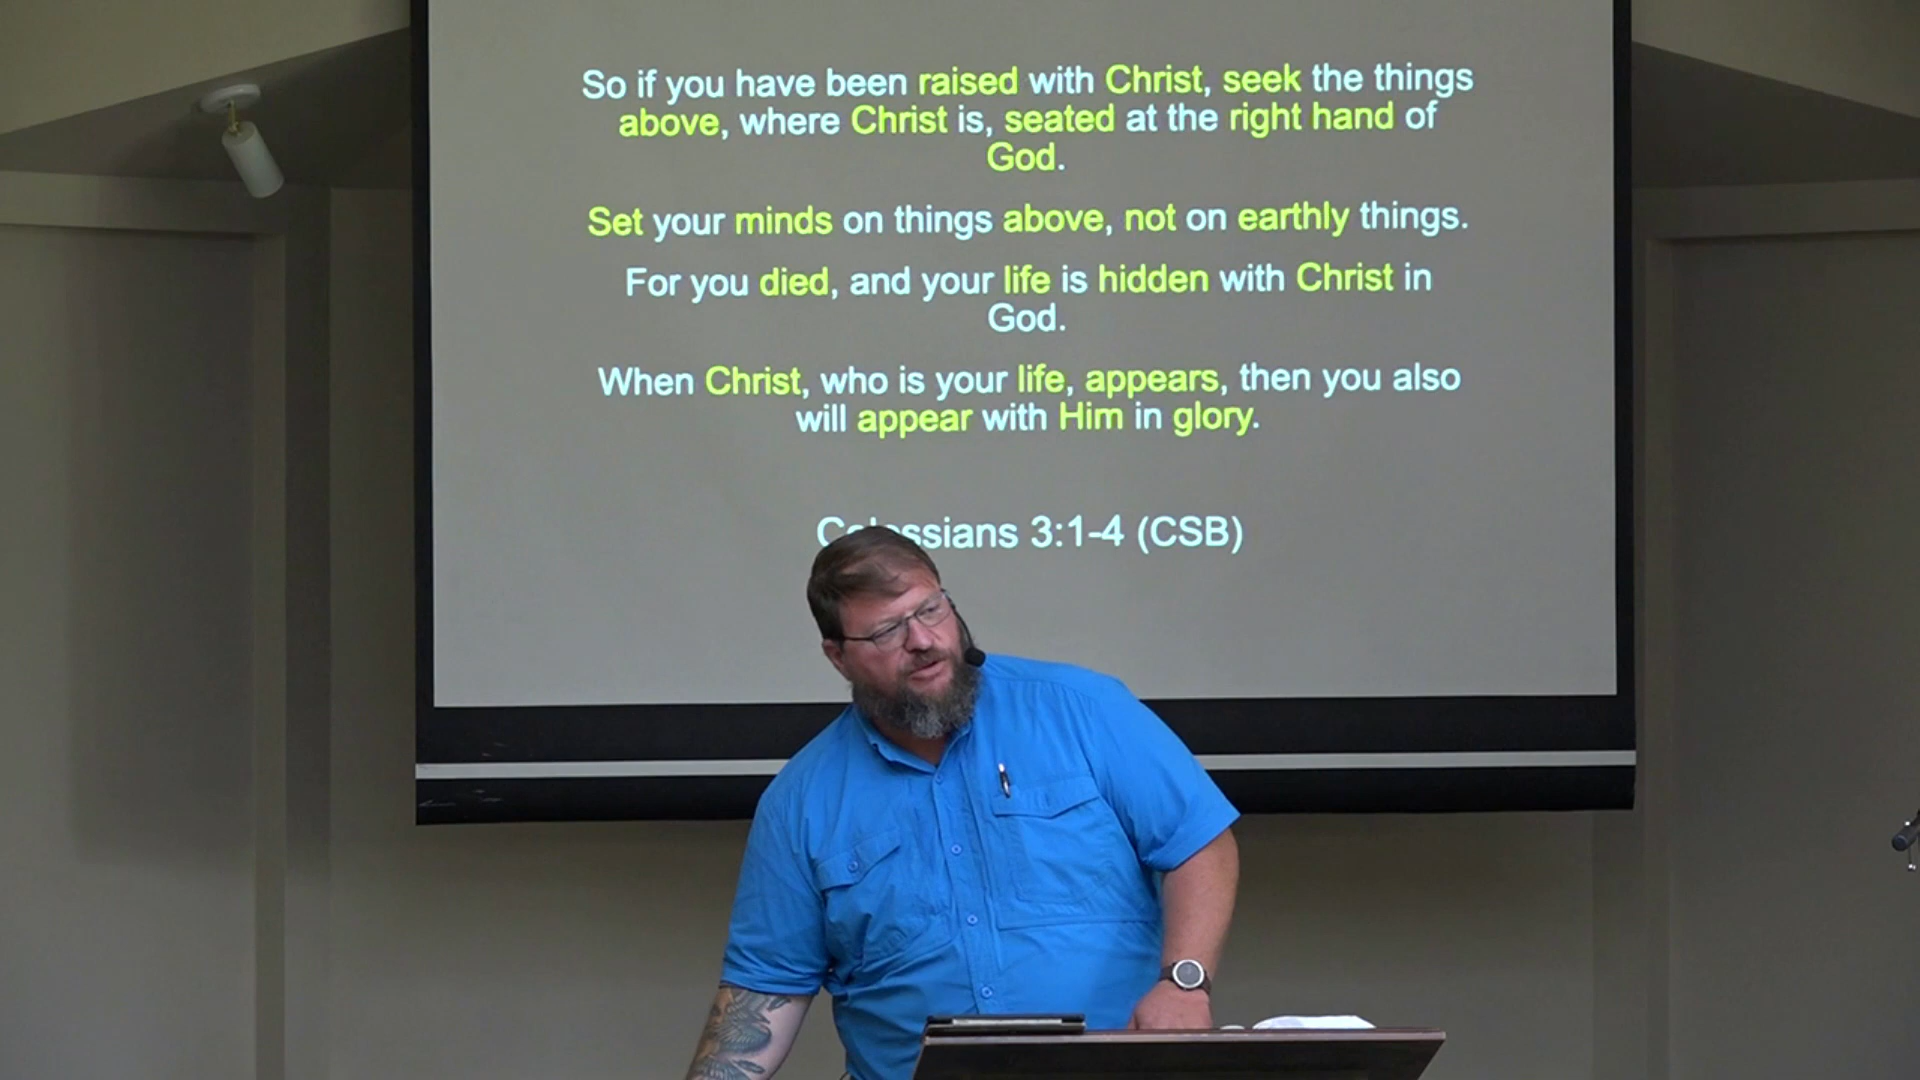 So if you have been raised with Christ, seek the things
above, where Christ is, seated at the right hand of
God.
Set your minds on things above, not on earthly things.
For you died, and your life is hidden with Christ in
God.
When Christ, who is your life, appears, then you also
will appear with Him in glory.
Colossians 3:1-4 (CSB)